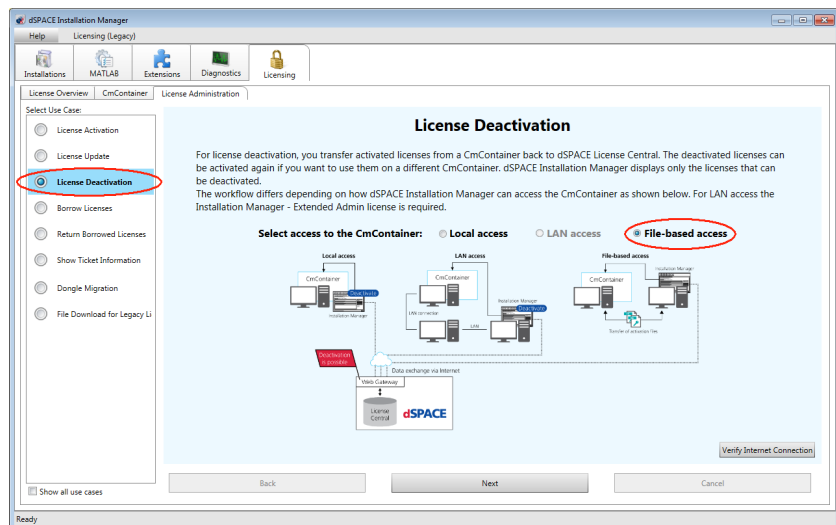 dSPACE Installation Manager
Help Licensing (Legacy)
Installations MATLAB Extensions Diagnostics Licensing
License Overview CmContainer License Administration
Select Use Case:
License Activation
License Update
License Deactivation
Borrow Licenses
Return Borrowed Licenses
Show Ticket Information
Dongle Migration
File Download for Legacy Li
Show all use cases
License Deactivation
For license deactivation, you transfer activated licenses from a CmContainer back to dSPACE License Central. The deactivated licenses can
be activated again if you want to use them on a different CmContainer. dSPACE Installation Manager displays only the licenses that can
be deactivated.
The workflow differs depending on how dSPACE Installation Manager can access the CmContainer as shown below. For LAN access the
Installation Manager - Extended Admin license is required.
Select access to the CmContainer: Local access LAN access File-based access
Local access LAN access File-based access
CmContainer CmContainer CmContainer
Installation Manager
Deactivate
Installation Manager
Installation Manager
Deactivate
LAN connection
LAN
Transfer of activation files
Deactivation
is possible
Data exchange via Internet
Web Gateway
License
Central
dSPACE
Verify Internet Connection
Back Next Cancel
Ready